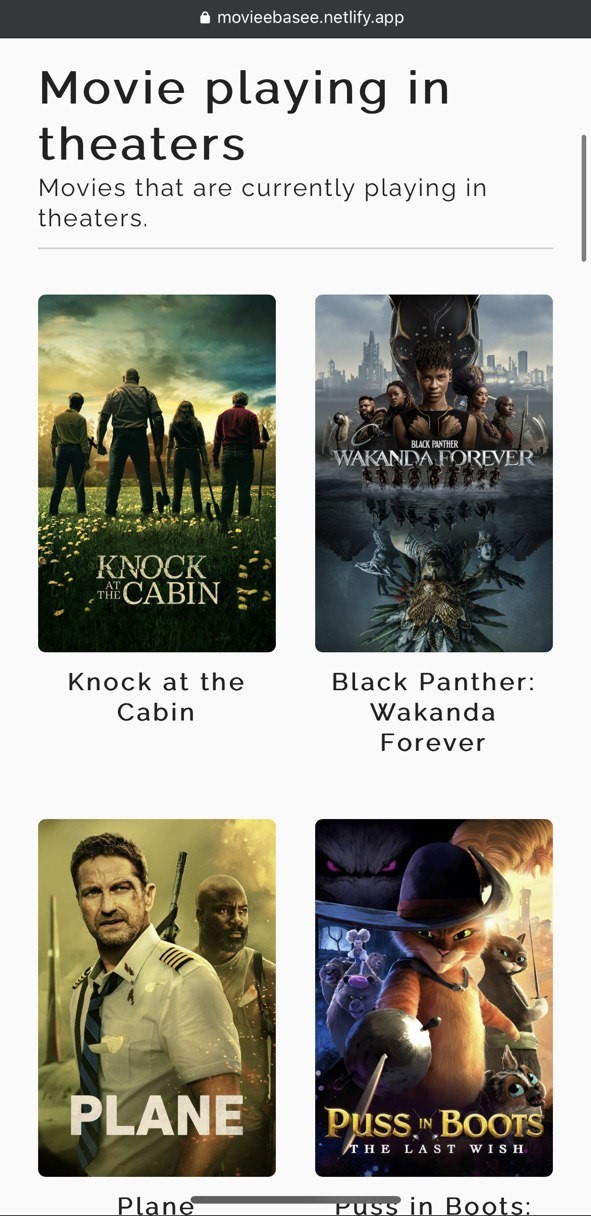 movieebasee.netlify.app
Movie playing in
theaters
Movies that are currently playing in
theaters.
KNOCK
AT
THE CABIN
BLACK PANTHER
WAKANDA FOREVER
Knock at the
Cabin
Black Panther:
Wakanda
Forever
PLANE
PUSS IN BOOTS
THE LAST WISH
Plane
Puss in Boots: